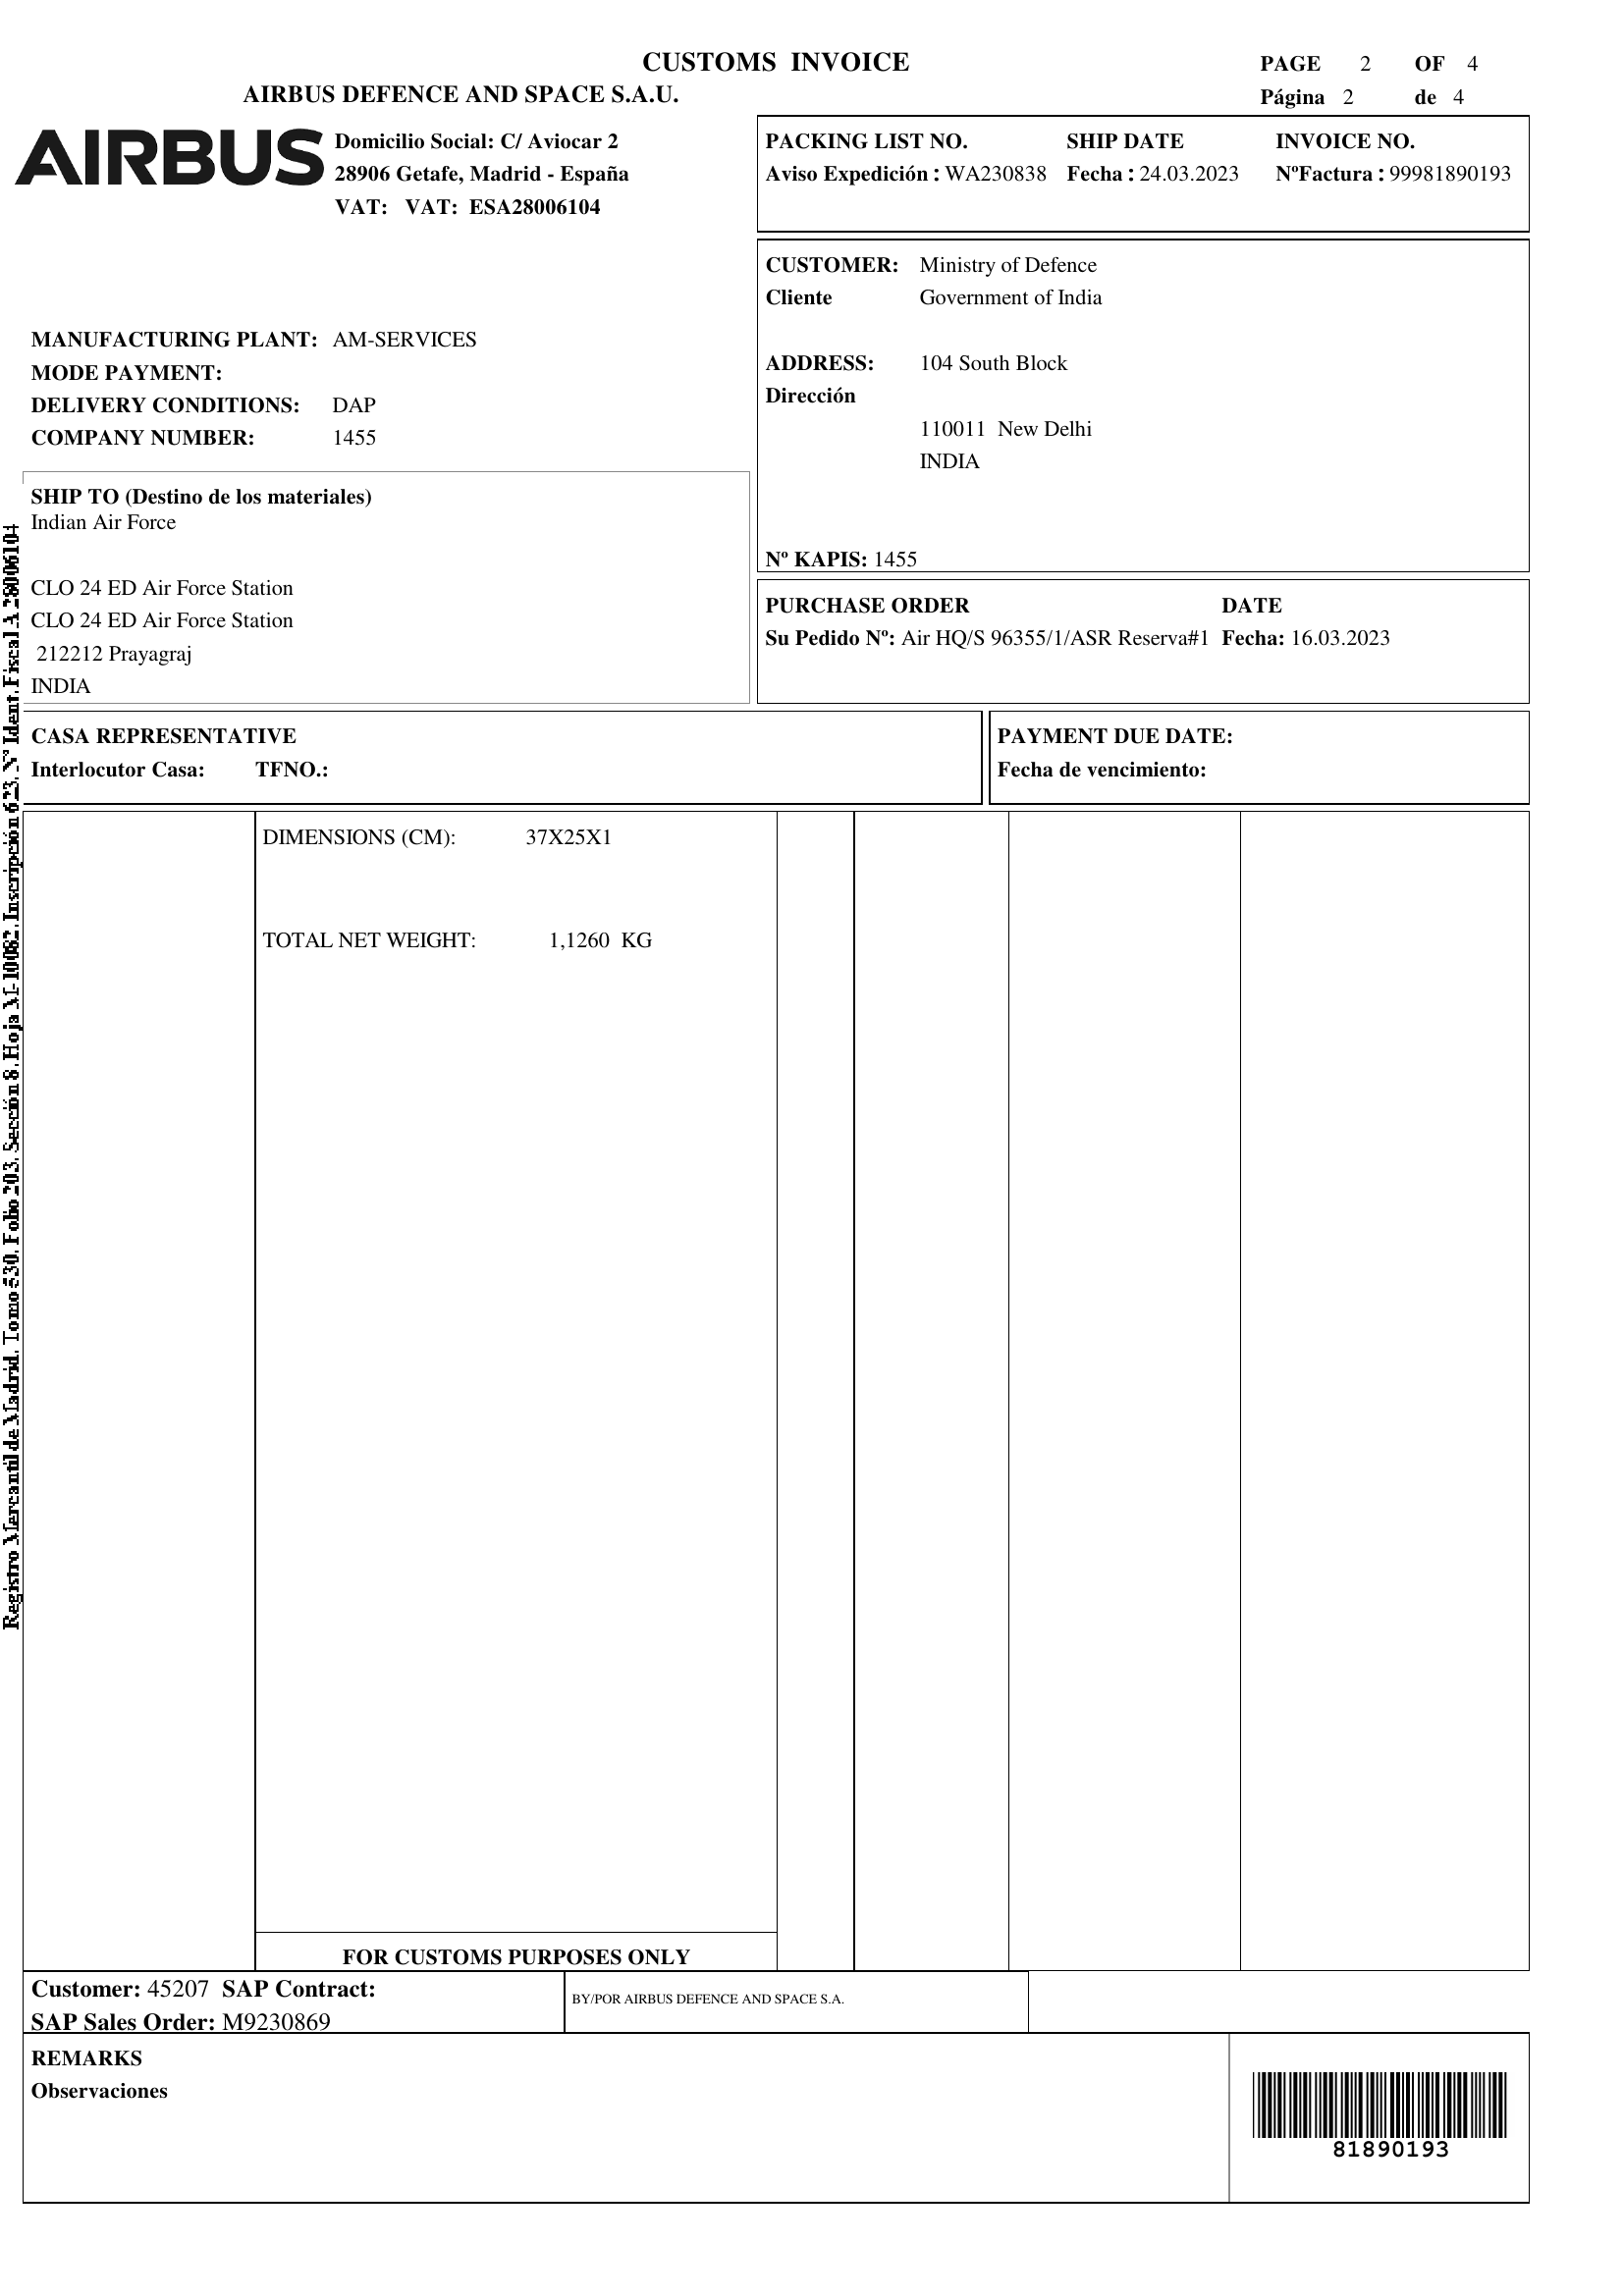 CUSTOMS INVOICE
PAGE 2 OF 4
AIRBUS DEFENCE AND SPACE S.A.U.
Página 2 de 4
AIRBUS
Domicilio Social: C/ Aviocar 2
28906 Getafe, Madrid - España
VAT: VAT: ESA28006104
PACKING LIST NO. SHIP DATE INVOICE NO.
Aviso Expedición : WA230838 Fecha : 24.03.2023 NºFactura : 99981890193
CUSTOMER: Ministry of Defence
Cliente Government of India
ADDRESS: 104 South Block
Dirección
110011 New Delhi
INDIA
Nº KAPIS: 1455
MANUFACTURING PLANT: AM-SERVICES
MODE PAYMENT:
DELIVERY CONDITIONS: DAP
COMPANY NUMBER: 1455
SHIP TO (Destino de los materiales)
Indian Air Force
CLO 24 ED Air Force Station
CLO 24 ED Air Force Station
212212 Prayagraj
INDIA
PURCHASE ORDER DATE
Su Pedido Nº: Air HQ/S 96355/1/ASR Reserva#1 Fecha: 16.03.2023
CASA REPRESENTATIVE
Interlocutor Casa: TFNO.:
PAYMENT DUE DATE:
Fecha de vencimiento:
DIMENSIONS (CM): 37X25X1
TOTAL NET WEIGHT: 1,1260 KG
FOR CUSTOMS PURPOSES ONLY
Customer: 45207 SAP Contract:
SAP Sales Order: M9230869
BY/POR AIRBUS DEFENCE AND SPACE S.A.
REMARKS
Observaciones
81890193
Registro Mercantil de Madrid, Tomo 530, Folio 203, Sección 8, Hoja M-10082, Inscripción 623, Nº Ident. Fiscal A 28006104